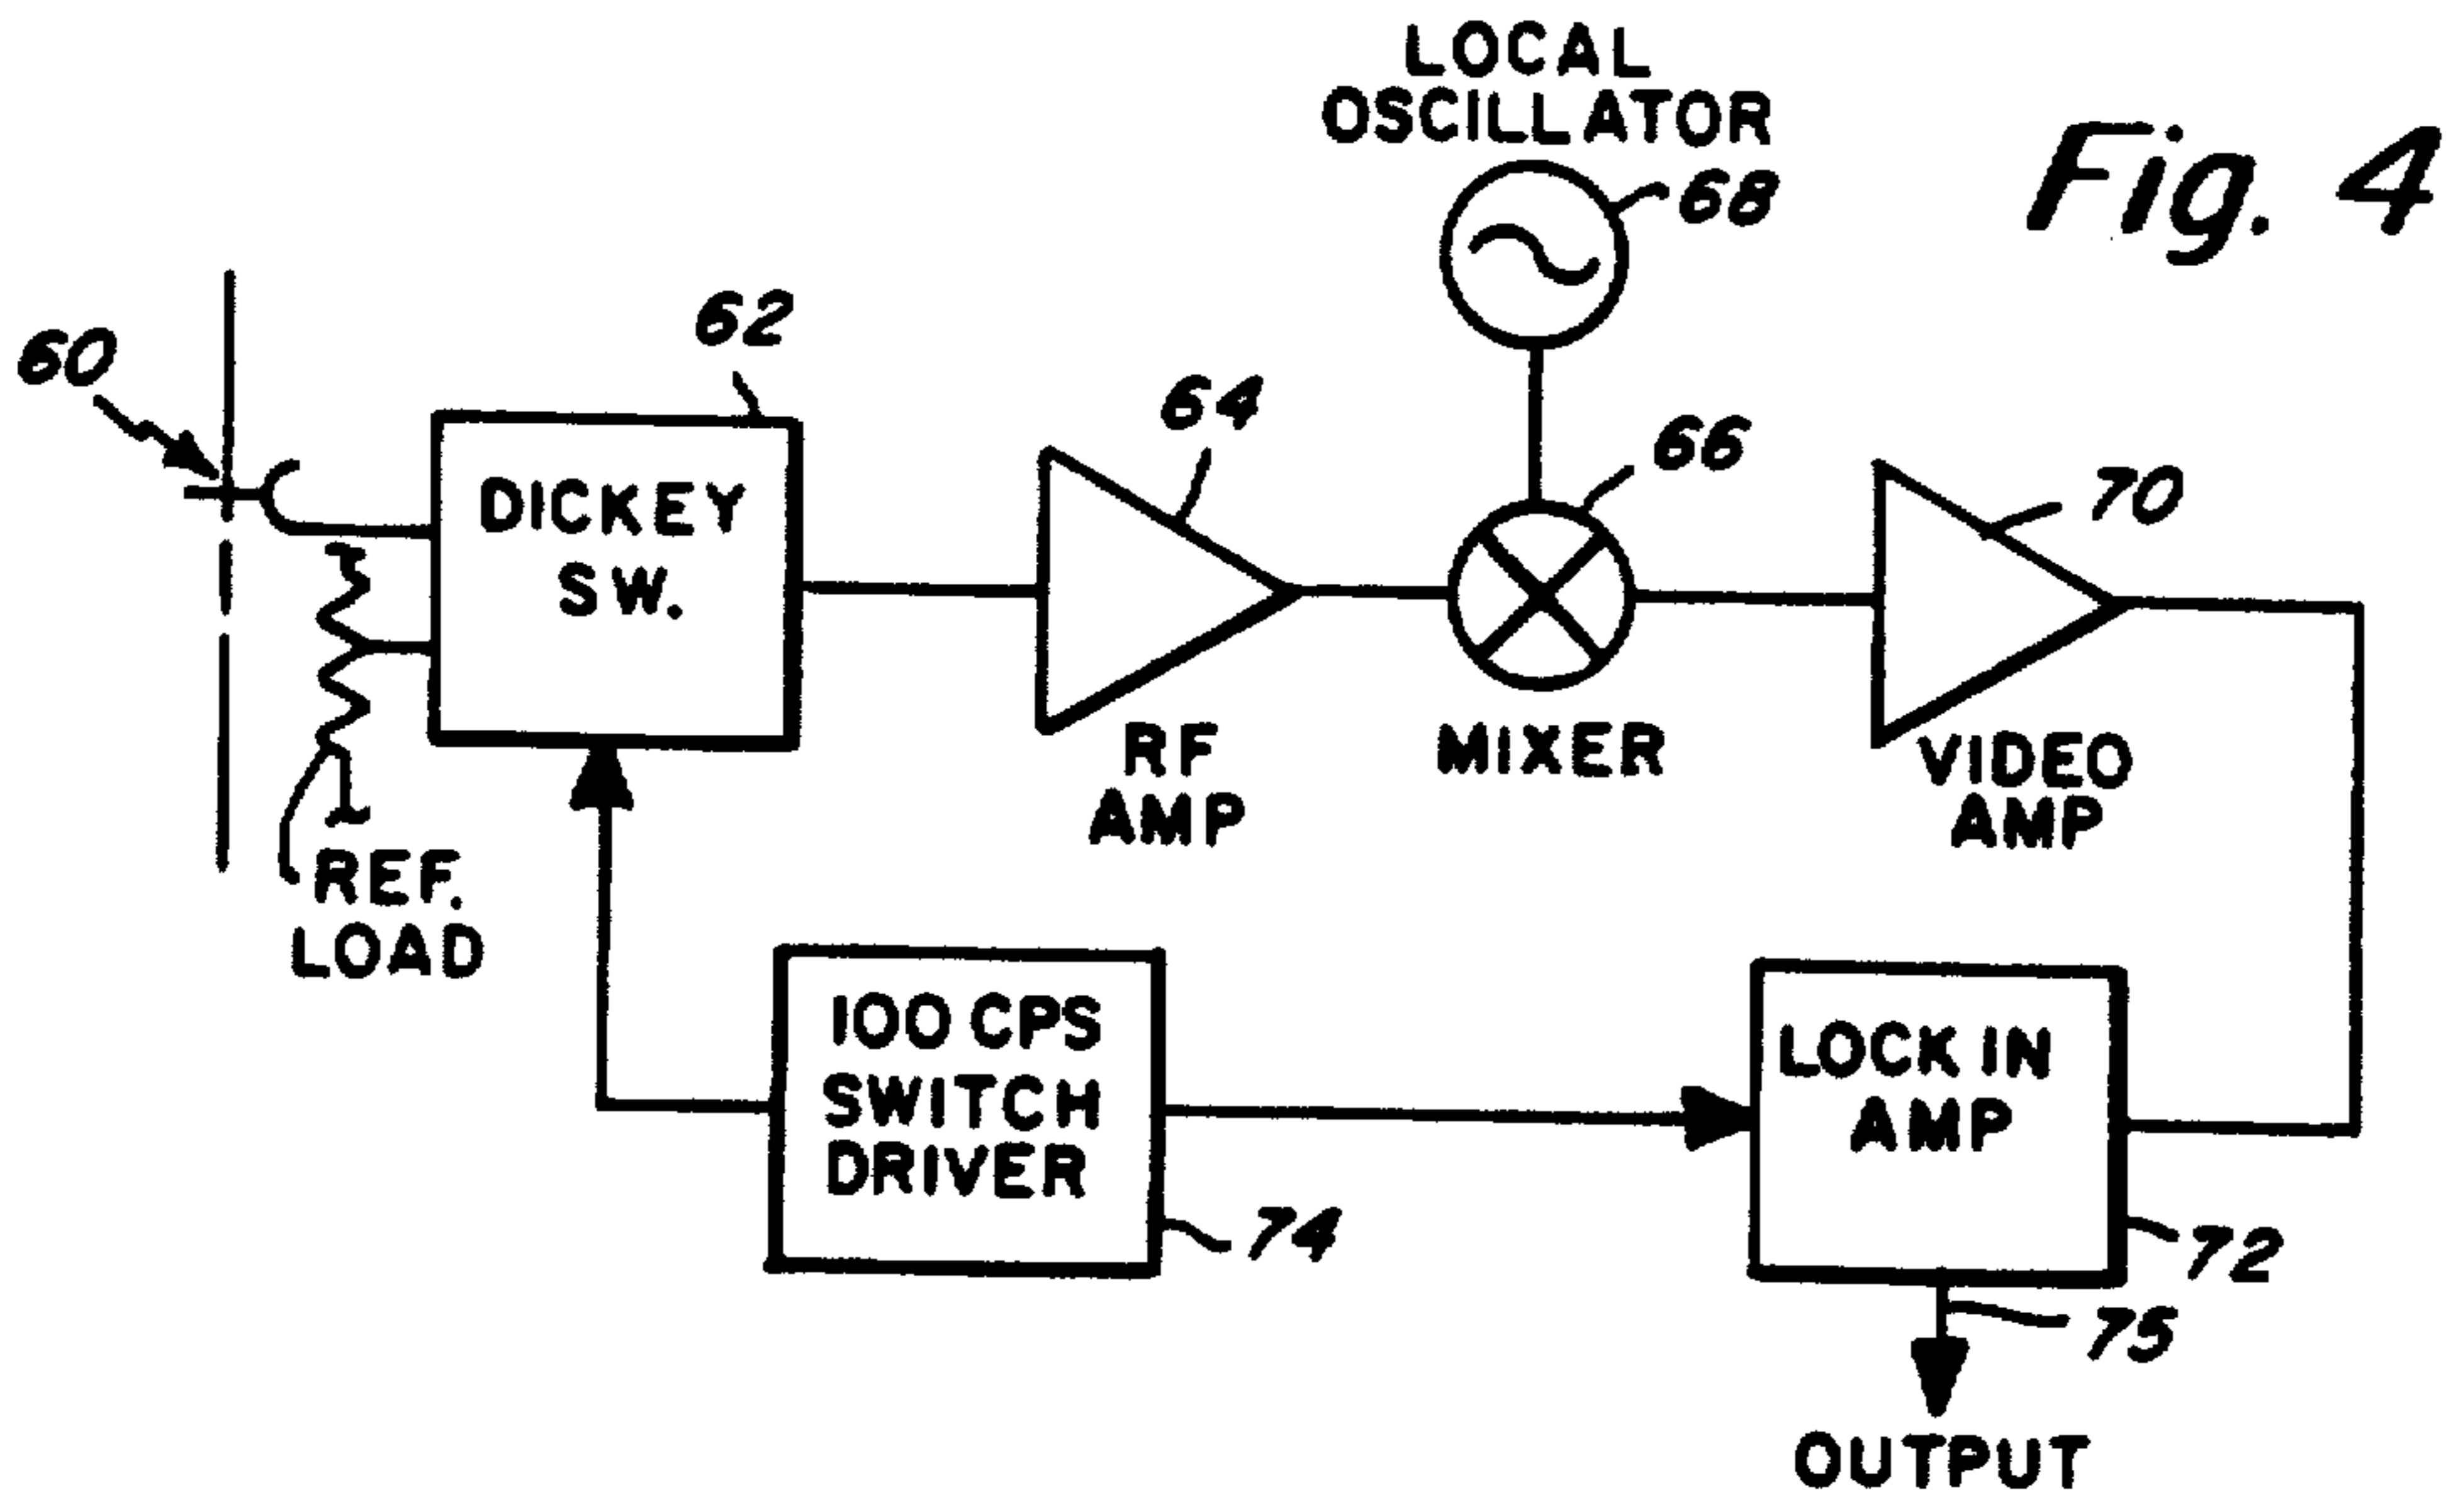 LOCAL
OSCILLATOR
68
Fig. 4
60
62
64
66
70
DICKEY
SW.
RF
AMP
MIXER
VIDEO
AMP
REF.
LOAD
100 CPS
SWITCH
DRIVER
74
LOCK IN
AMP
72
75
OUTPUT